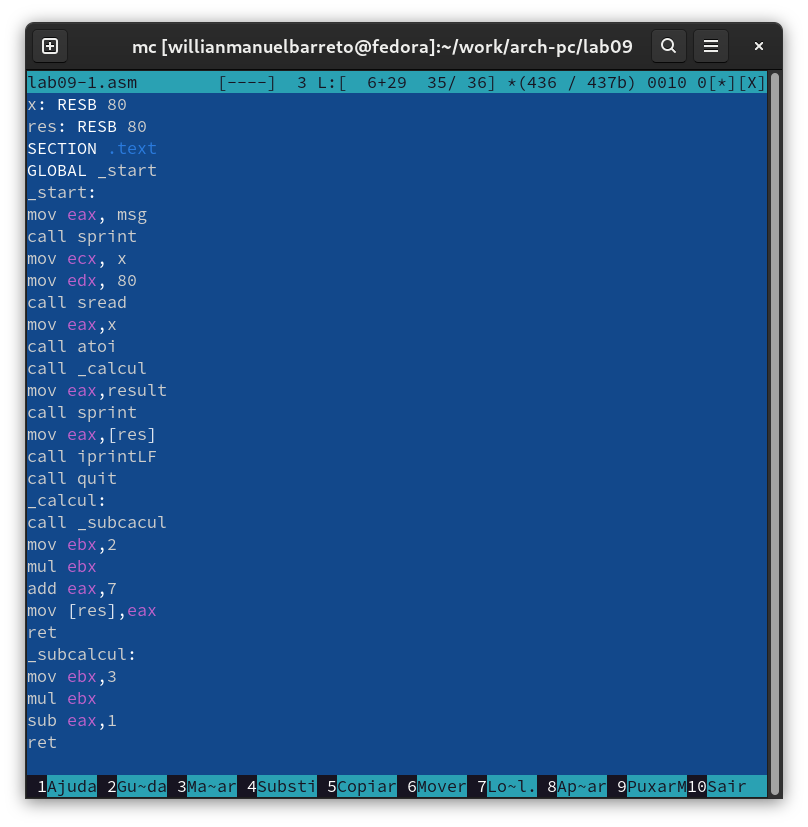 mc [willianmanuelbarreto@fedora]:~/work/arch-pc/lab09
lab09-1.asm [----] 3 L:[ 6+29 35/ 36] *(436 / 437b) 0010 0[*][X]
x: RESB 80
res: RESB 80
SECTION .text
GLOBAL _start
_start:
mov eax, msg
call sprint
mov ecx, x
mov edx, 80
call sread
mov eax,x
call atoi
call _calcul
mov eax,result
call sprint
mov eax,[res]
call iprintLF
call quit
_calcul:
call _subcacul
mov ebx,2
mul ebx
add eax,7
mov [res],eax
ret
_subcalcul:
mov ebx,3
mul ebx
sub eax,1
ret
1Ajuda 2Gu~da 3Ma~ar 4Substi 5Copiar 6Mover 7Lo~l. 8Ap~ar 9PuxarM10Sair